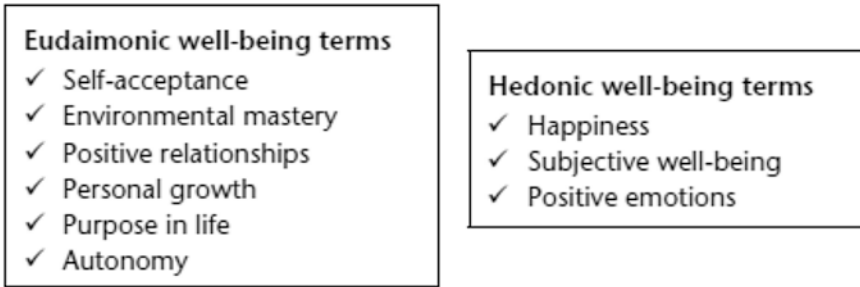 Eudaimonic well-being terms
✓ Self-acceptance
✓ Environmental mastery
✓ Positive relationships
✓ Personal growth
✓ Purpose in life
✓ Autonomy
Hedonic well-being terms
✓ Happiness
✓ Subjective well-being
✓ Positive emotions